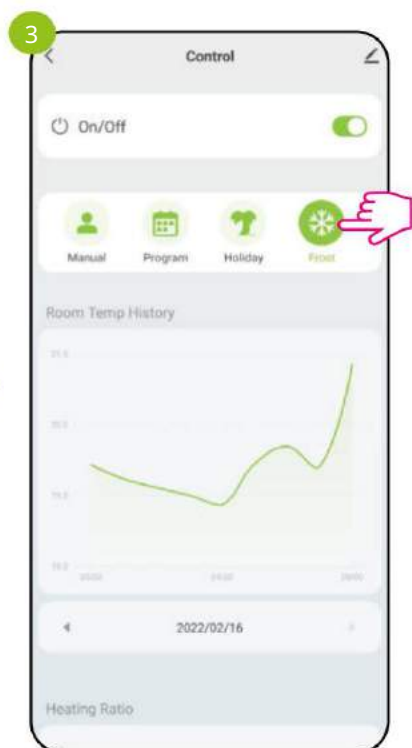 3
Control
On/Off
Manual Program Holiday Frost
Room Temp History
2022/02/16
Heating Ratio